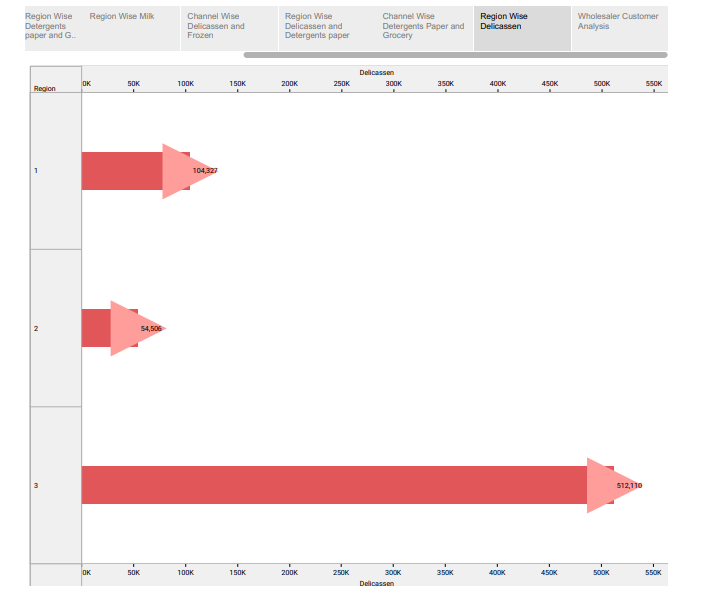 Region Wise
Detergents
paper and G..
Region Wise Milk
Channel Wise
Delicassen and
Frozen
Region Wise
Delicassen and
Detergents paper
Channel Wise
Detergents Paper and
Grocery
Region Wise
Delicassen
Wholesaler Customer
Analysis
Delicassen
Region
0K 50K 100K 150K 200K 250K 300K 350K 400K 450K 500K 550K
1
104,327
2
54,506
3
512,110
0K 50K 100K 150K 200K 250K 300K 350K 400K 450K 500K 550K
Delicassen